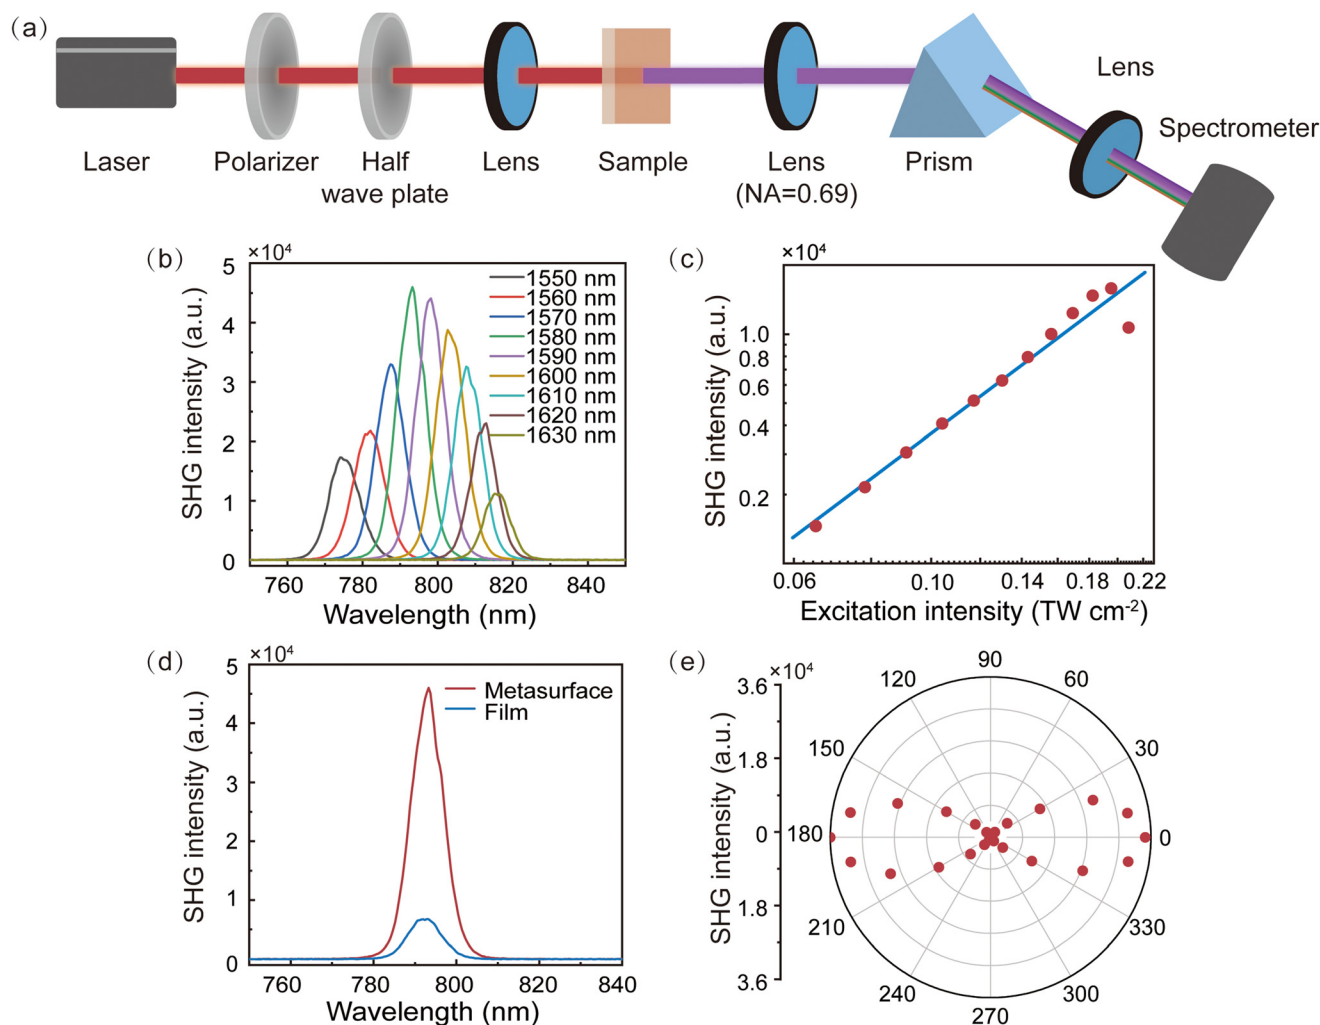 (a)
Laser
Polarizer
Half
wave plate
Lens
Sample
Lens
(NA=0.69)
Prism
Lens
Spectrometer
(b)
×10⁴
SHG intensity (a.u.)
5
4
3
2
1
0
1550 nm
1560 nm
1570 nm
1580 nm
1590 nm
1600 nm
1610 nm
1620 nm
1630 nm
760 780 800 820 840
Wavelength (nm)
(c)
×10⁴
SHG intensity (a.u.)
1.0
0.6
0.4
0.2
0.06 0.10 0.14 0.18 0.22
Excitation intensity (TW cm⁻²)
(d)
×10⁴
SHG intensity (a.u.)
5
4
3
2
1
0
Metasurface
Film
760 780 800 820 840
Wavelength (nm)
(e)
×10⁴
SHG intensity (a.u.)
3.6
1.8
0
1.8
3.6
90
120 60
150 30
180 0
210 330
240 300
270